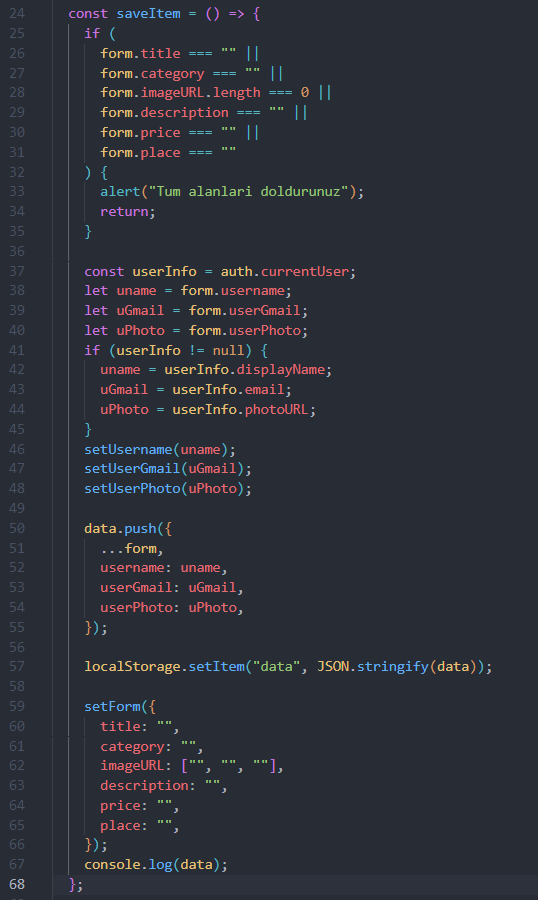 24 const saveItem = () => {
25 if (
26 form.title === "" ||
27 form.category === "" ||
28 form.imageURL.length === 0 ||
29 form.description === "" ||
30 form.price === "" ||
31 form.place === ""
32 ) {
33 alert("Tum alanlari doldurunuz");
34 return;
35 }
36
37 const userInfo = auth.currentUser;
38 let uname = form.username;
39 let uGmail = form.userGmail;
40 let uPhoto = form.userPhoto;
41 if (userInfo != null) {
42 uname = userInfo.displayName;
43 uGmail = userInfo.email;
44 uPhoto = userInfo.photoURL;
45 }
46 setUsername(uname);
47 setUserGmail(uGmail);
48 setUserPhoto(uPhoto);
49
50 data.push({
51 ...form,
52 username: uname,
53 userGmail: uGmail,
54 userPhoto: uPhoto,
55 });
56
57 localStorage.setItem("data", JSON.stringify(data));
58
59 setForm({
60 title: "",
61 category: "",
62 imageURL: ["", "", ""],
63 description: "",
64 price: "",
65 place: "",
66 });
67 console.log(data);
68 };